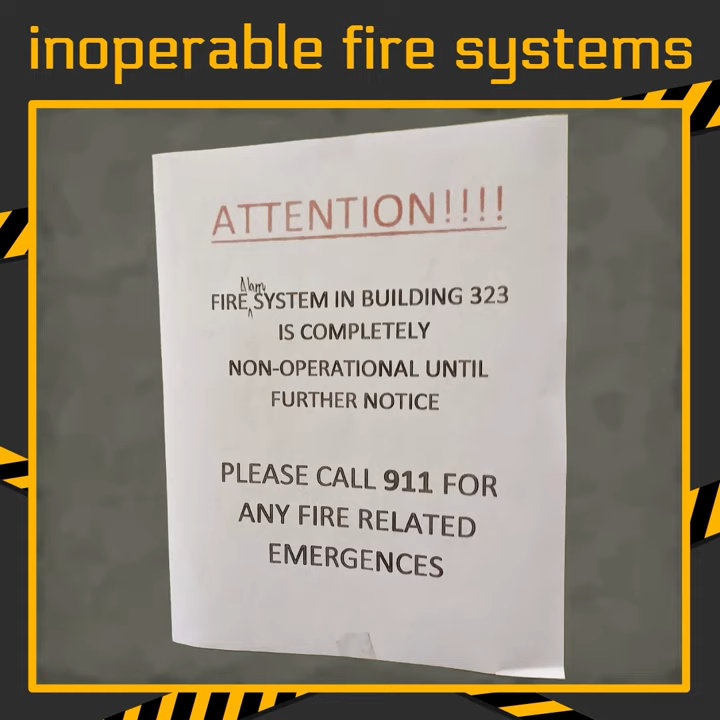 inoperable fire systems
ATTENTION!!!!
Alarm
FIRE ^ SYSTEM IN BUILDING 323
IS COMPLETELY
NON-OPERATIONAL UNTIL
FURTHER NOTICE
PLEASE CALL 911 FOR
ANY FIRE RELATED
EMERGENCES